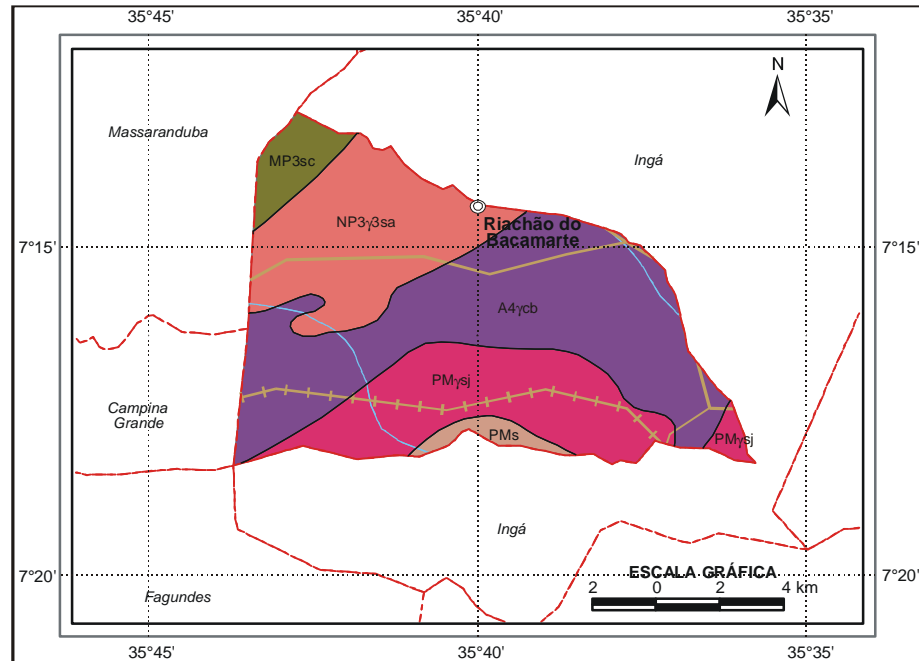 35°45'
35°40'
35°35'
N
Massaranduba
MP3sc
Ingá
NP3γ3sa
Riachão do
Bacamarte
7°15'
7°15'
A4γcb
PMγsj
Campina
Grande
PMs
PMγsj
Ingá
ESCALA GRÁFICA
7°20'
7°20'
2 0 2 4 km
Fagundes
35°45'
35°40'
35°35'